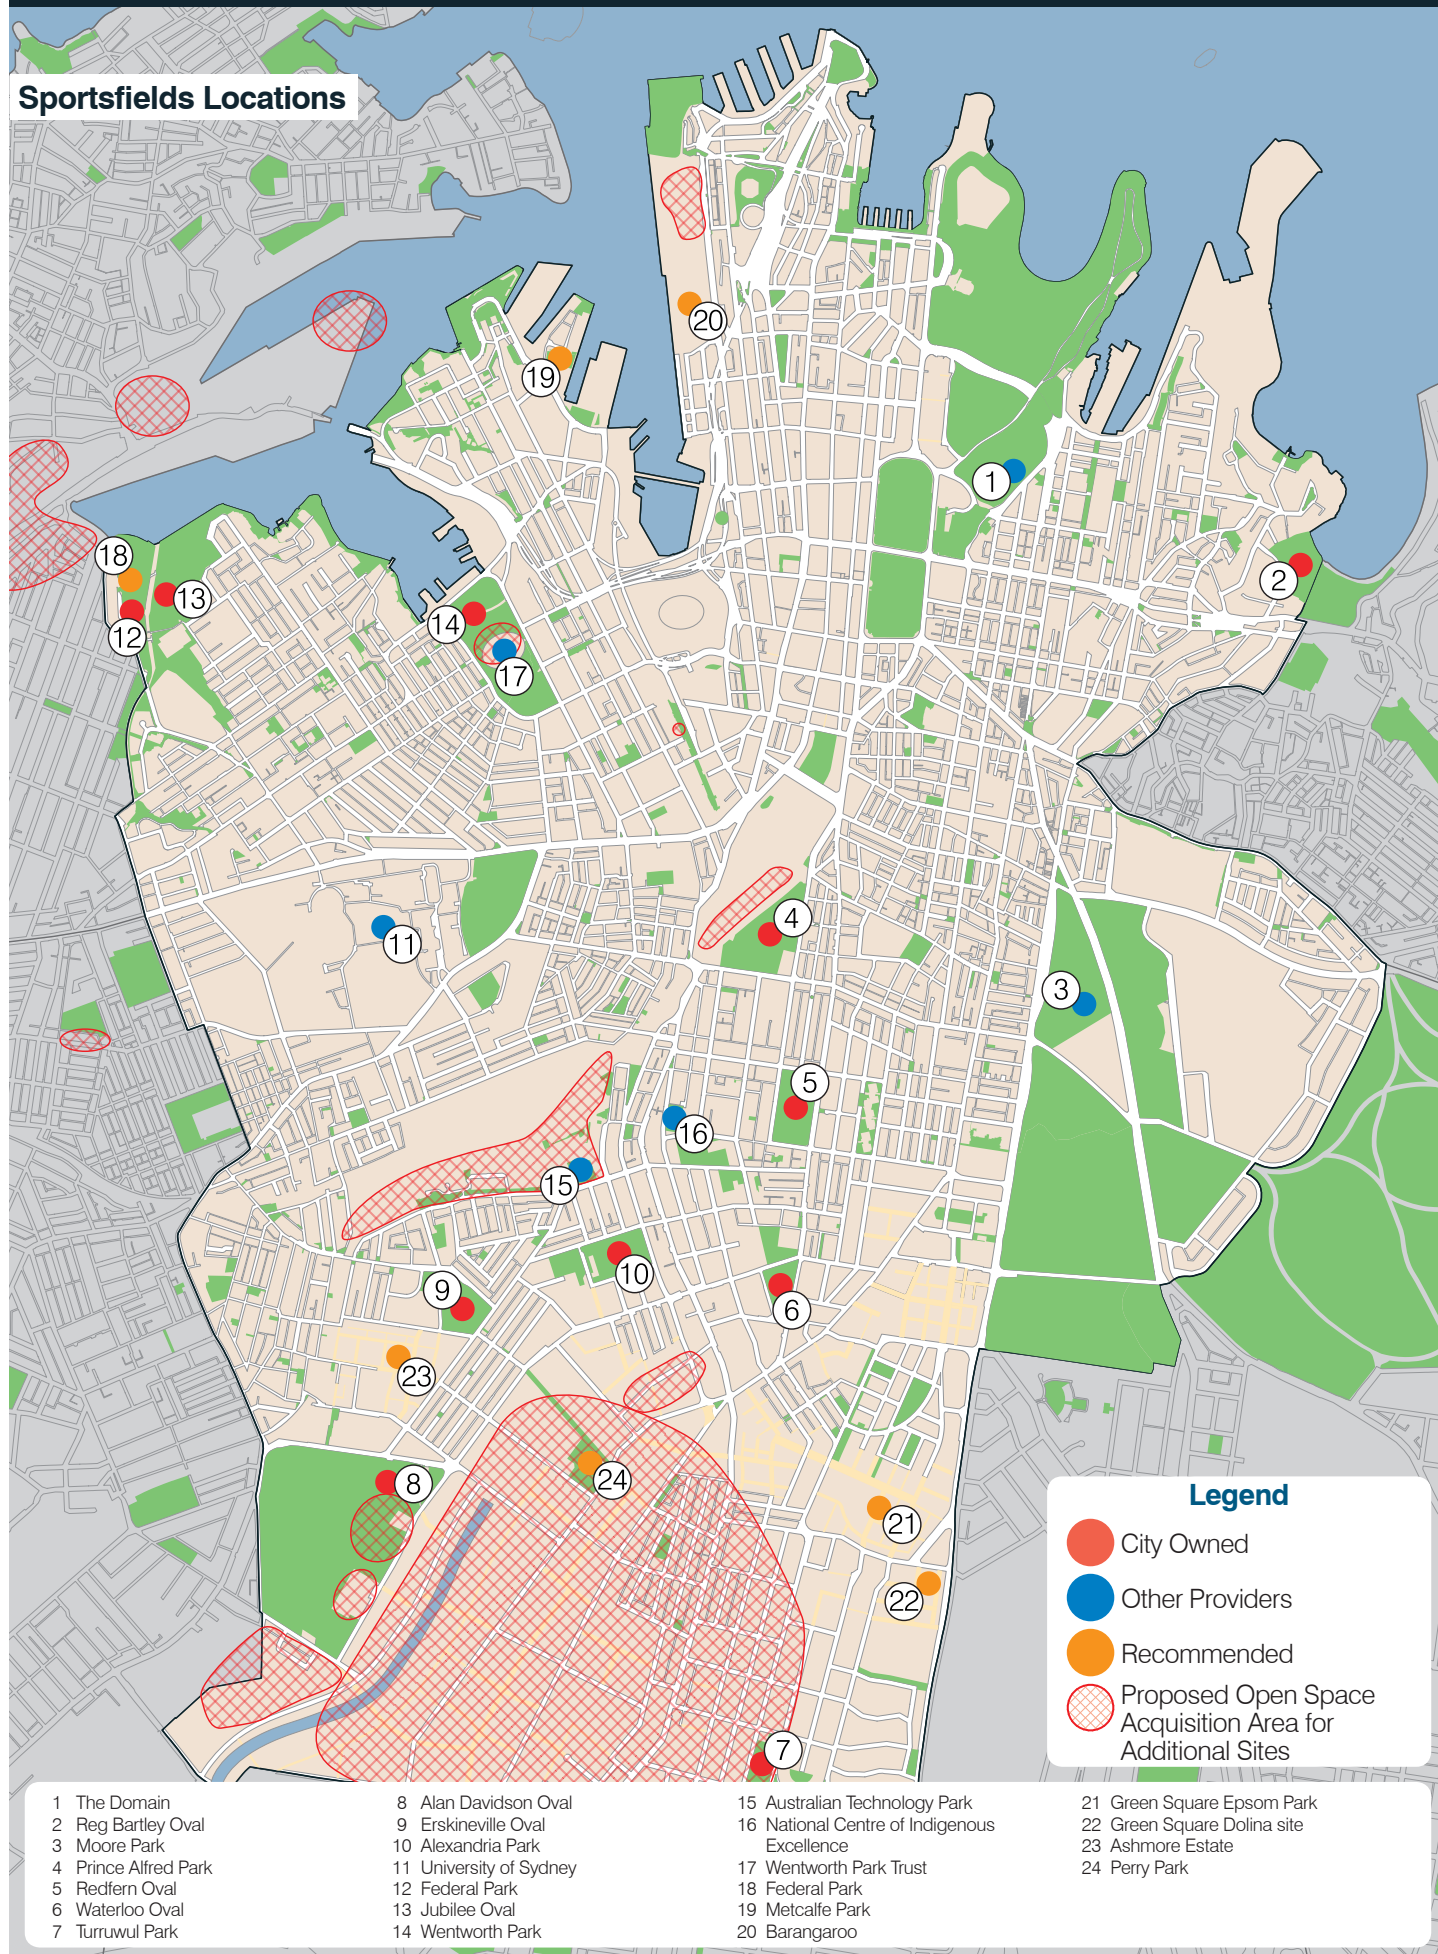 Sportsfields Locations
20
19
1
18
13
12
14
17
2
4
11
3
5
16
15
10
9
6
23
8
24
21
22
7
Legend
City Owned
Other Providers
Recommended
Proposed Open Space
Acquisition Area for
Additional Sites
1 The Domain
2 Reg Bartley Oval
3 Moore Park
4 Prince Alfred Park
5 Redfern Oval
6 Waterloo Oval
7 Turruwul Park
8 Alan Davidson Oval
9 Erskineville Oval
10 Alexandria Park
11 University of Sydney
12 Federal Park
13 Jubilee Oval
14 Wentworth Park
15 Australian Technology Park
16 National Centre of Indigenous
Excellence
17 Wentworth Park Trust
18 Federal Park
19 Metcalfe Park
20 Barangaroo
21 Green Square Epsom Park
22 Green Square Dolina site
23 Ashmore Estate
24 Perry Park